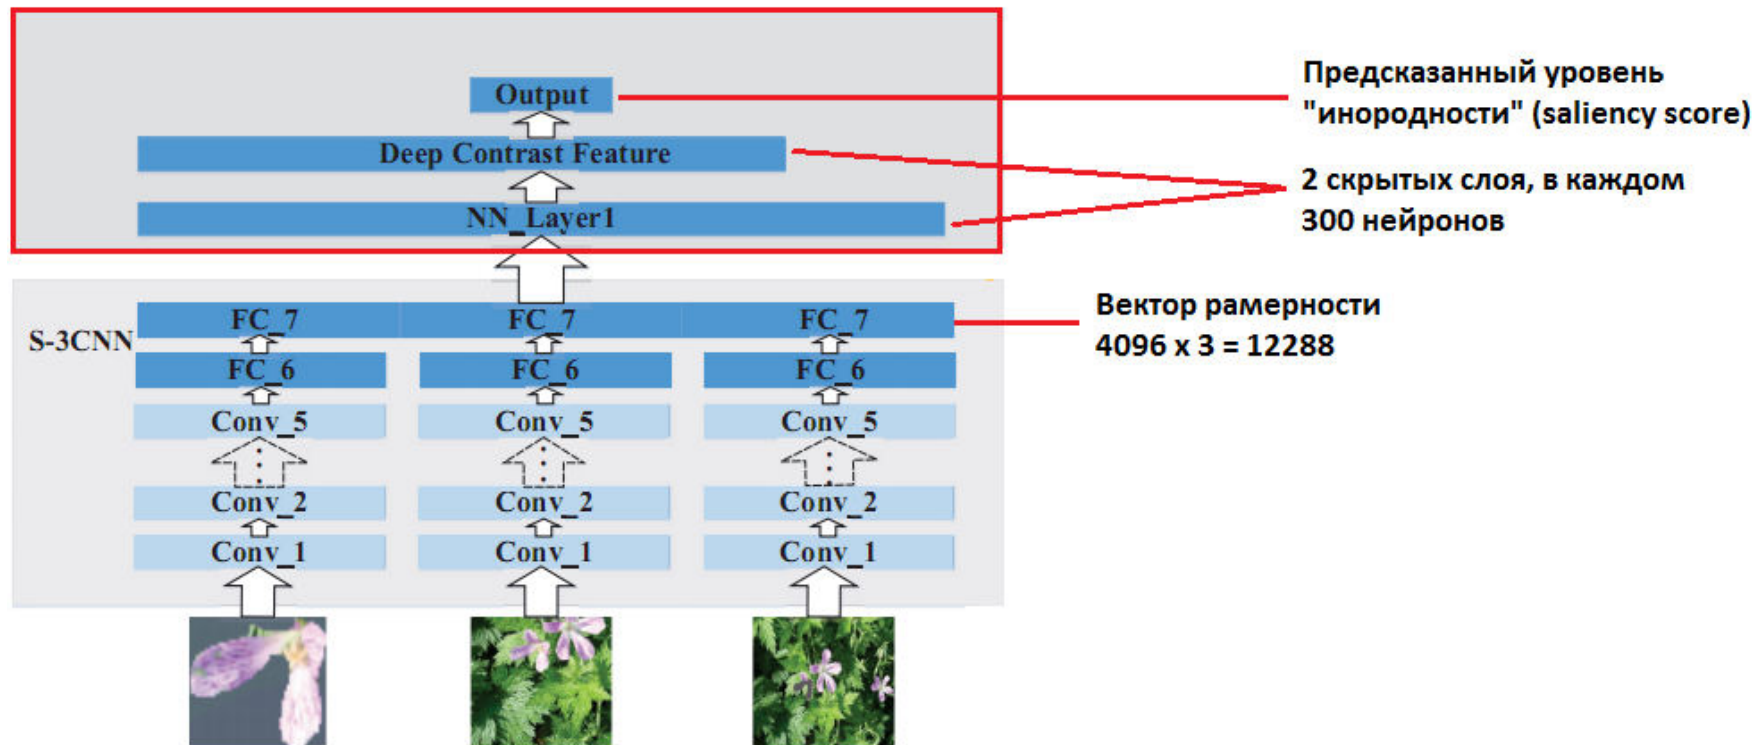 Output
Предсказанный уровень
"инородности" (saliency score)
Deep Contrast Feature
2 скрытых слоя, в каждом
300 нейронов
NN_Layer1
Вектор рамерности
4096 x 3 = 12288
S-3CNN
FC_7 FC_7 FC_7
FC_6 FC_6 FC_6
Conv_5 Conv_5 Conv_5
Conv_2 Conv_2 Conv_2
Conv_1 Conv_1 Conv_1